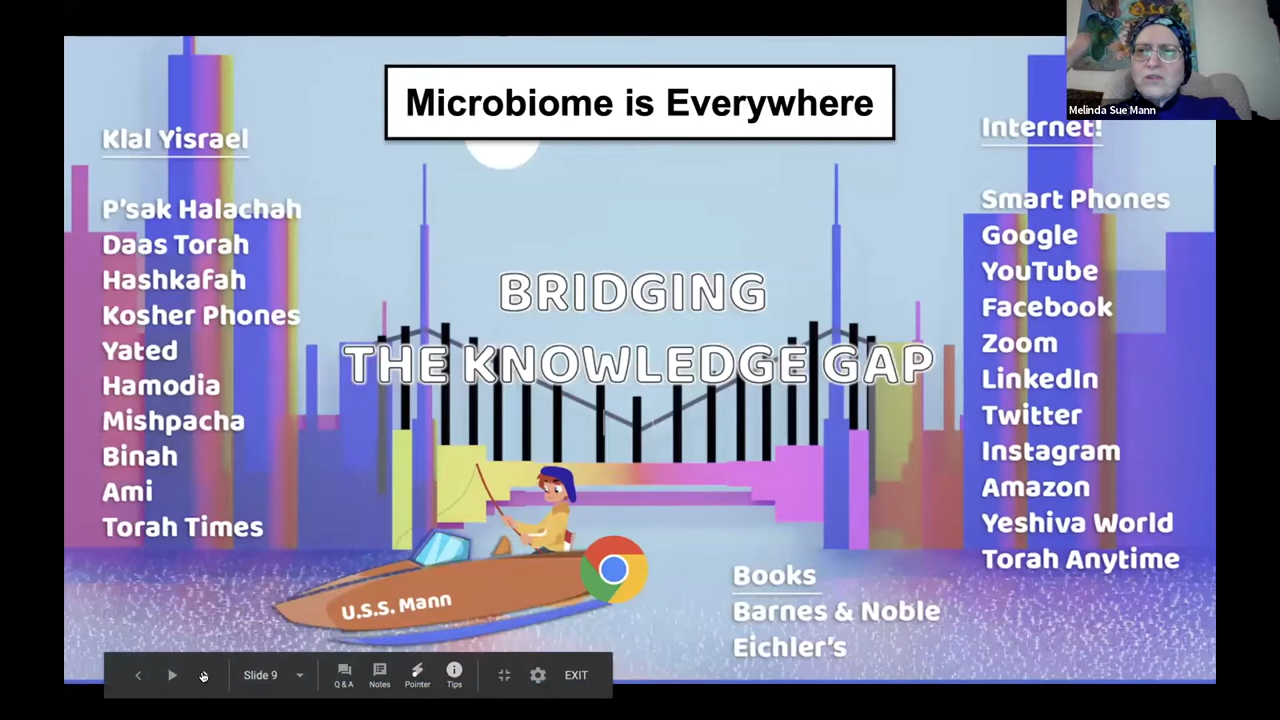 Microbiome is Everywhere
Melinda Sue Mann
Klal Yisrael
P'sak Halachah
Daas Torah
Hashkafah
Kosher Phones
Yated
Hamodia
Mishpacha
Binah
Ami
Torah Times
BRIDGING
THE KNOWLEDGE GAP
U.S.S. Mann
Internet!
Smart Phones
Google
YouTube
Facebook
Zoom
LinkedIn
Twitter
Instagram
Amazon
Yeshiva World
Torah Anytime
Books
Barnes & Noble
Eichler's
Slide 9
Q & A
Notes
Pointer
Tips
EXIT